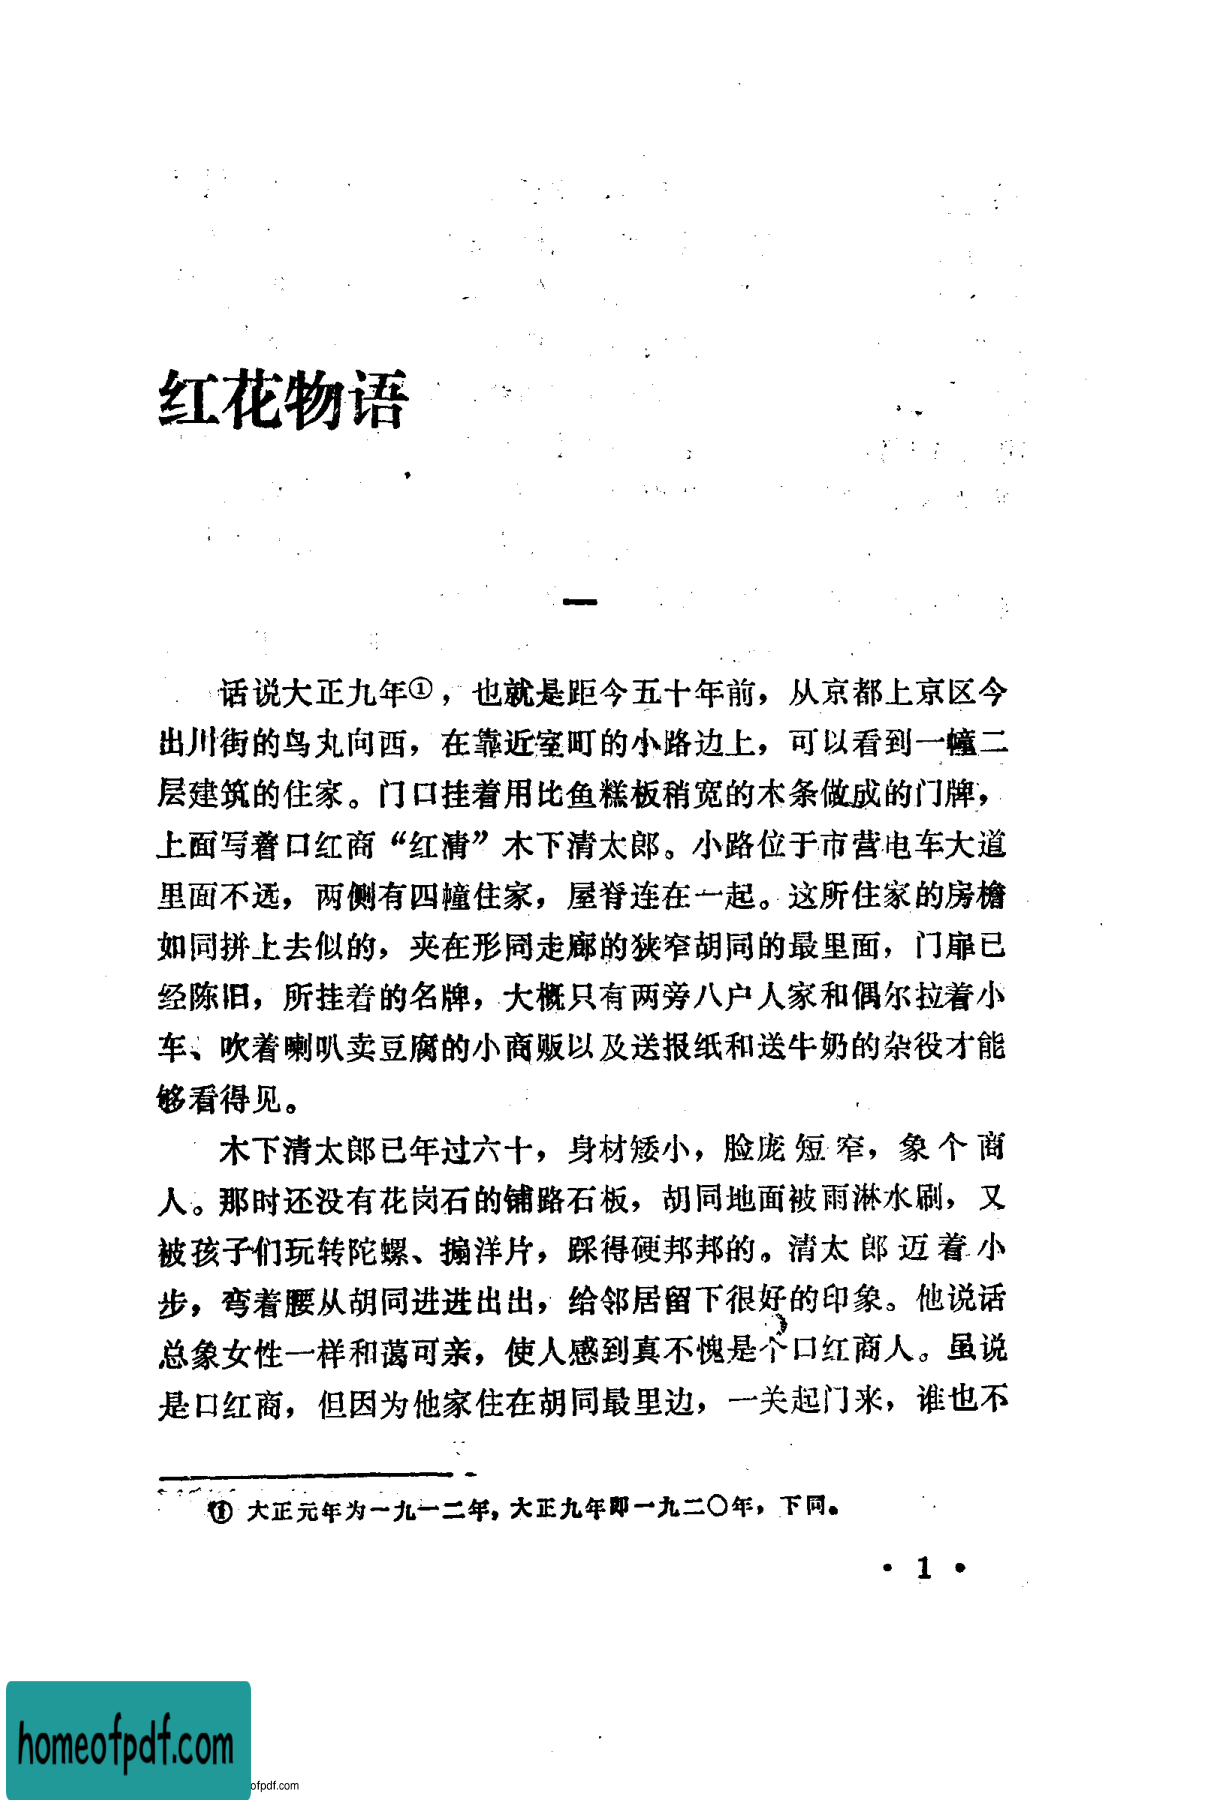 红花物语
一
话说大正九年①，也就是距今五十年前，从京都上京区今
出川街的鸟丸向西，在靠近室町的小路边上，可以看到一幢二
层建筑的住家。门口挂着用比鱼糕板稍宽的木条做成的门牌，
上面写着口红商“红清”木下清太郎。小路位于市营电车大道
里面不远，两侧有四幢住家，屋脊连在一起。这所住家的房檐
如同拼上去似的，夹在形同走廊的狭窄胡同的最里面，门扉已
经陈旧，所挂着的名牌，大概只有两旁八户人家和偶尔拉着小
车、吹着喇叭卖豆腐的小商贩以及送报纸和送牛奶的杂役才能
够看得见。
木下清太郎已年过六十，身材矮小，脸庞短窄，象个商
人。那时还没有花岗石的铺路石板，胡同地面被雨淋水刷，又
被孩子们玩转陀螺、搧洋片，踩得硬邦邦的。清太郎迈着小
步，弯着腰从胡同进进出出，给邻居留下很好的印象。他说话
总象女性一样和蔼可亲，使人感到真不愧是个口红商人。虽说
是口红商，但因为他家住在胡同最里边，一关起门来，谁也不
① 大正元年为一九一二年，大正九年即一九二〇年，下同。
·1·
homeofpdf.com
ofpdf.com